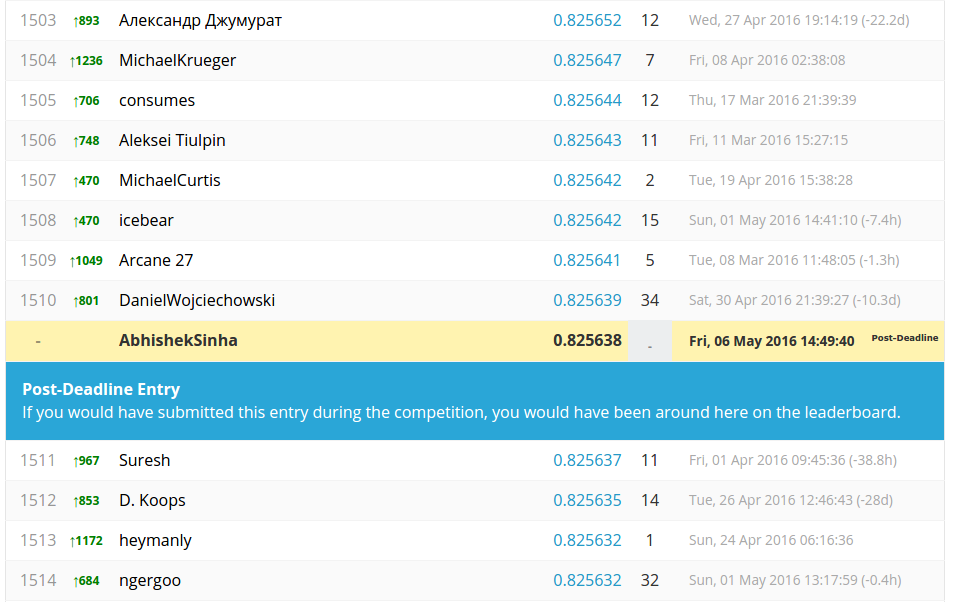 1503 ↑893 Александр Джумурат 0.825652 12 Wed, 27 Apr 2016 19:14:19 (-22.2d)
1504 ↑1236 MichaelKrueger 0.825647 7 Fri, 08 Apr 2016 02:38:08
1505 ↑706 consumes 0.825644 12 Thu, 17 Mar 2016 21:39:39
1506 ↑748 Aleksei Tiulpin 0.825643 11 Fri, 11 Mar 2016 15:27:15
1507 ↑470 MichaelCurtis 0.825642 2 Tue, 19 Apr 2016 15:38:28
1508 ↑470 icebear 0.825642 15 Sun, 01 May 2016 14:41:10 (-7.4h)
1509 ↑1049 Arcane 27 0.825641 5 Tue, 08 Mar 2016 11:48:05 (-1.3h)
1510 ↑801 DanielWojciechowski 0.825639 34 Sat, 30 Apr 2016 21:39:27 (-10.3d)
- AbhishekSinha 0.825638 - Fri, 06 May 2016 14:49:40 Post-Deadline
Post-Deadline Entry
If you would have submitted this entry during the competition, you would have been around here on the leaderboard.
1511 ↑967 Suresh 0.825637 11 Fri, 01 Apr 2016 09:45:36 (-38.8h)
1512 ↑853 D. Koops 0.825635 14 Tue, 26 Apr 2016 12:46:43 (-28d)
1513 ↑1172 heymanly 0.825632 1 Sun, 24 Apr 2016 06:16:36
1514 ↑684 ngergoo 0.825632 32 Sun, 01 May 2016 13:17:59 (-0.4h)